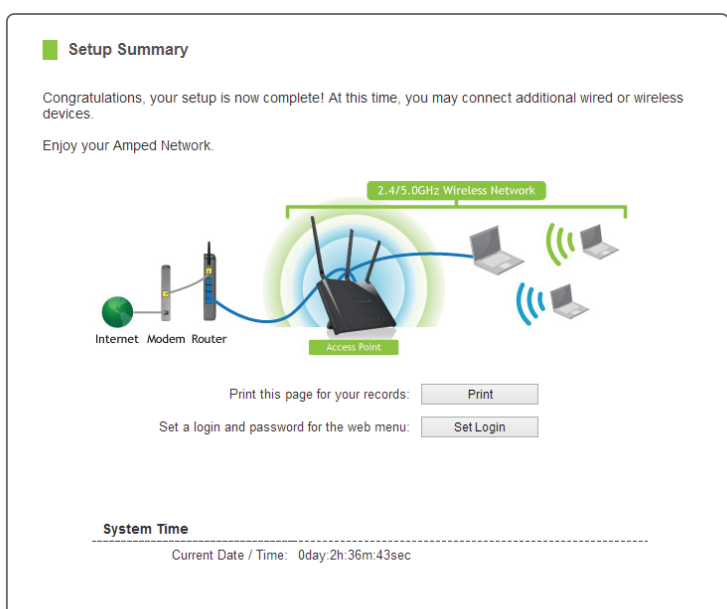 Setup Summary
Congratulations, your setup is now complete! At this time, you may connect additional wired or wireless
devices.
Enjoy your Amped Network.
2.4/5.0GHz Wireless Network
Internet Modem Router
Access Point
Print this page for your records: Print
Set a login and password for the web menu: Set Login
System Time
Current Date / Time: 0day:2h:36m:43sec